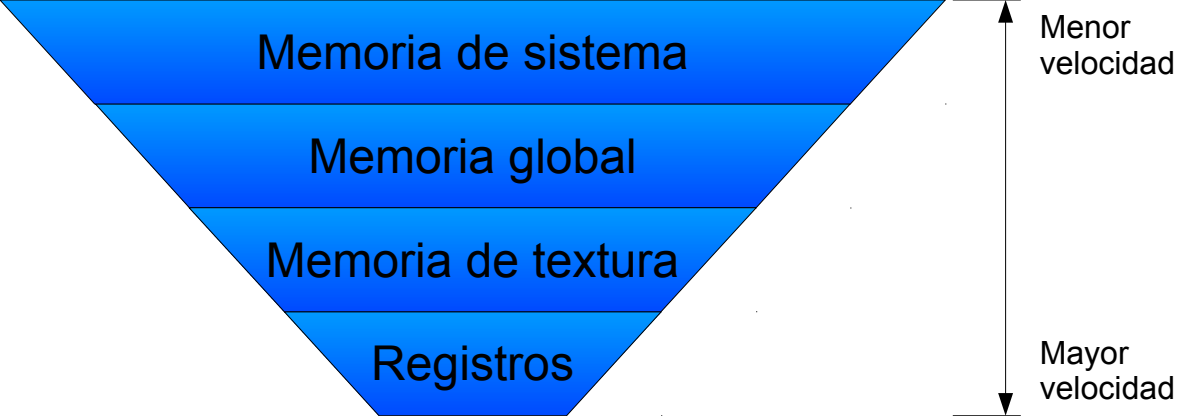 Memoria de sistema
Memoria global
Memoria de textura
Registros
Menor
velocidad
Mayor
velocidad